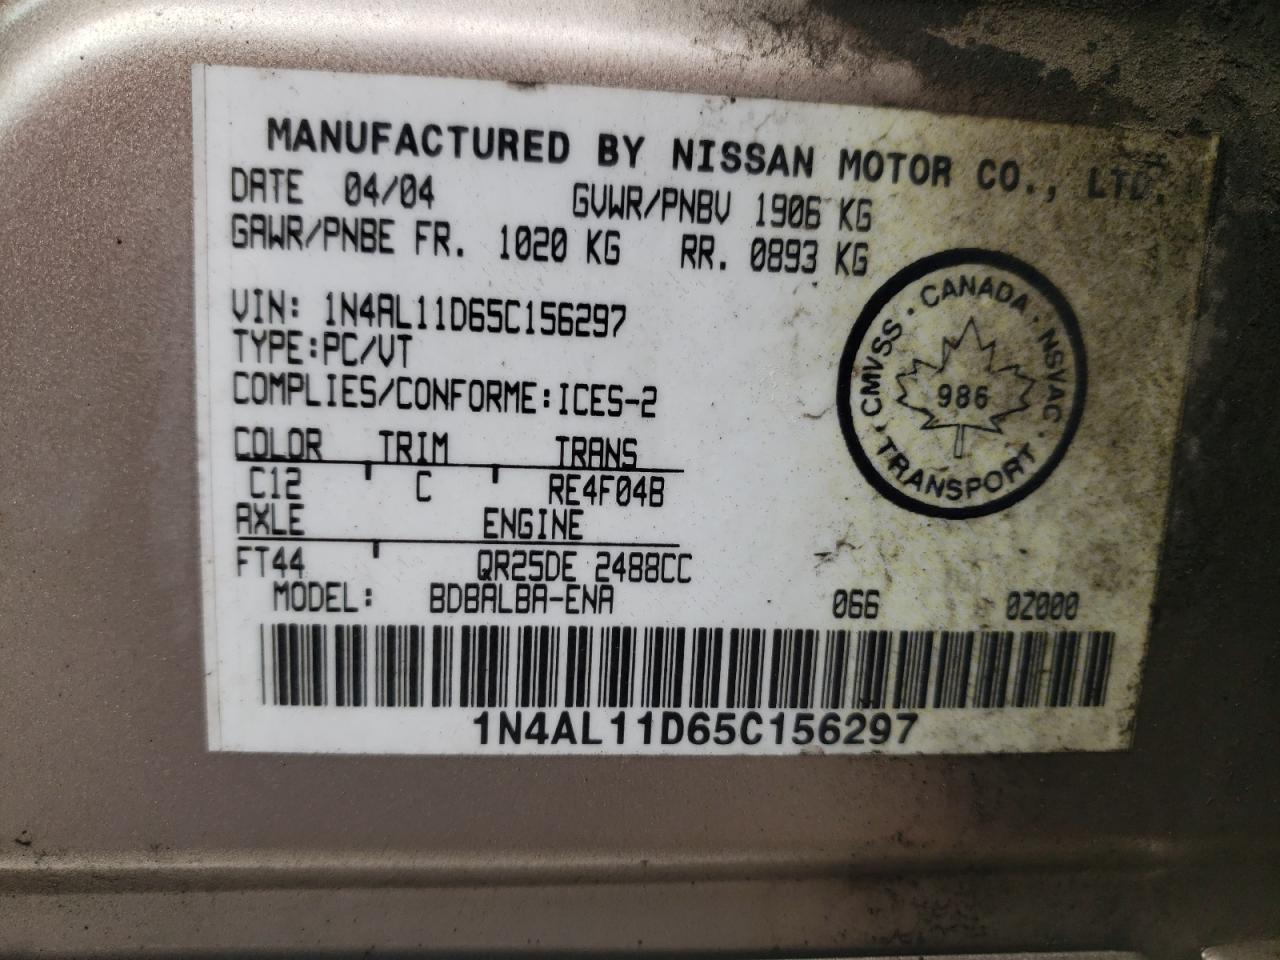 MANUFACTURED BY NISSAN MOTOR CO., LTD.
DATE 04/04 GVWR/PNBV 1906 KG
GAWR/PNBE FR. 1020 KG RR. 0893 KG
VIN: 1N4AL11D65C156297
TYPE:PC/VT
COMPLIES/CONFORME:ICES-2
COLOR TRIM TRANS
C12 C RE4F04B
AXLE ENGINE
FT44 QR25DE 2488CC
MODEL: BDBALBA-ENA 066 0Z000
1N4AL11D65C156297
CMVSS · CANADA · NSVAC · TRANSPORT ·
986